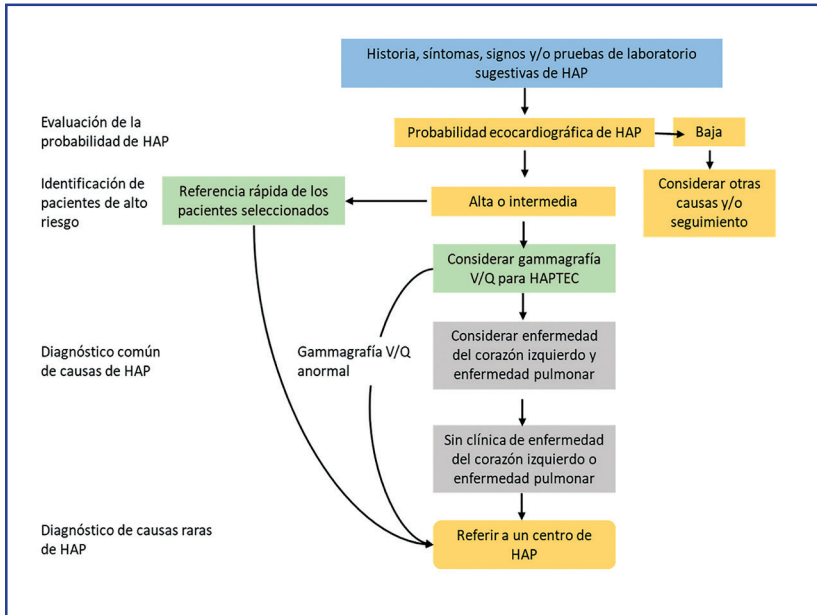 Historia, síntomas, signos y/o pruebas de laboratorio
sugestivas de HAP
Evaluación de la
probabilidad de HAP
Probabilidad ecocardiográfica de HAP
Baja
Identificación de
pacientes de alto
riesgo
Referencia rápida de los
pacientes seleccionados
Alta o intermedia
Considerar otras
causas y/o
seguimiento
Considerar gammagrafía
V/Q para HAPTEC
Diagnóstico común
de causas de HAP
Gammagrafía V/Q
anormal
Considerar enfermedad
del corazón izquierdo y
enfermedad pulmonar
Sin clínica de enfermedad
del corazón izquierdo o
enfermedad pulmonar
Diagnóstico de causas raras
de HAP
Referir a un centro de
HAP